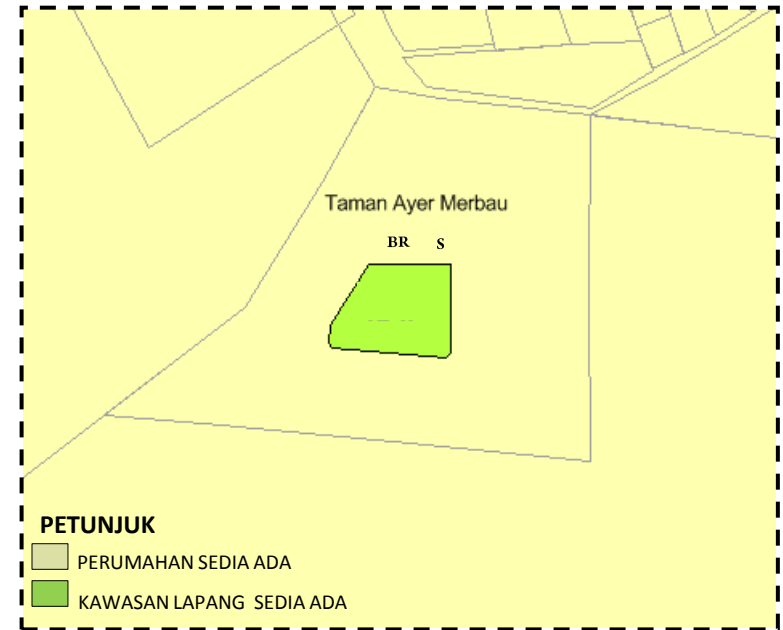 Taman Ayer Merbau
BR S
PETUNJUK
PERUMAHAN SEDIA ADA
KAWASAN LAPANG SEDIA ADA